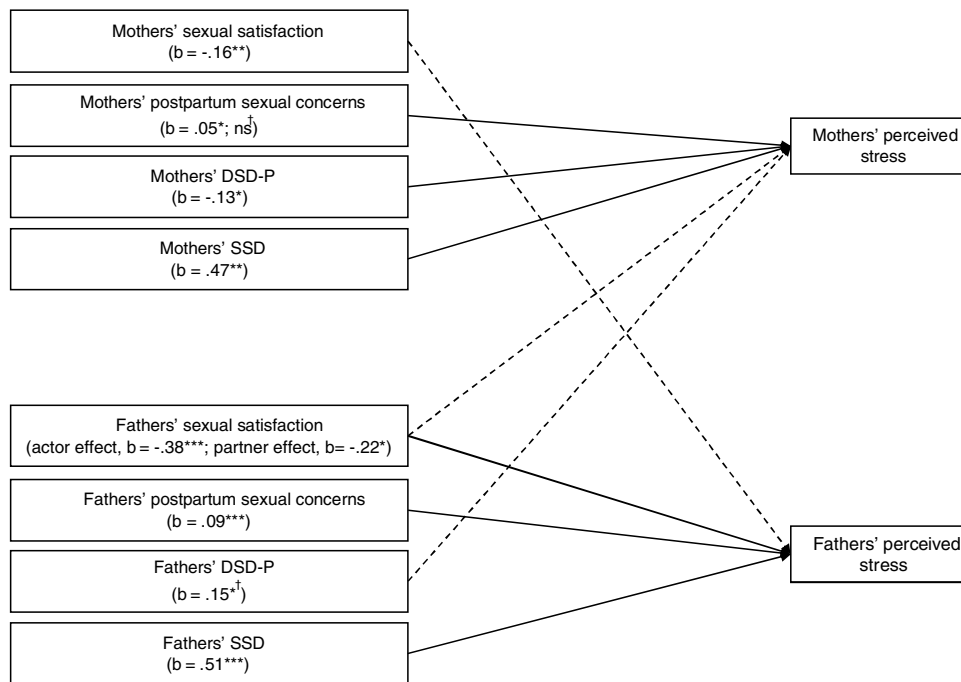 Mothers' sexual satisfaction
(b = -.16**)
Mothers' postpartum sexual concerns
(b = .05*; ns†)
Mothers' DSD-P
(b = -.13*)
Mothers' SSD
(b = .47**)
Mothers' perceived
stress
Fathers' sexual satisfaction
(actor effect, b = -.38***; partner effect, b= -.22*)
Fathers' postpartum sexual concerns
(b = .09***)
Fathers' DSD-P
(b = .15*†)
Fathers' SSD
(b = .51***)
Fathers' perceived
stress